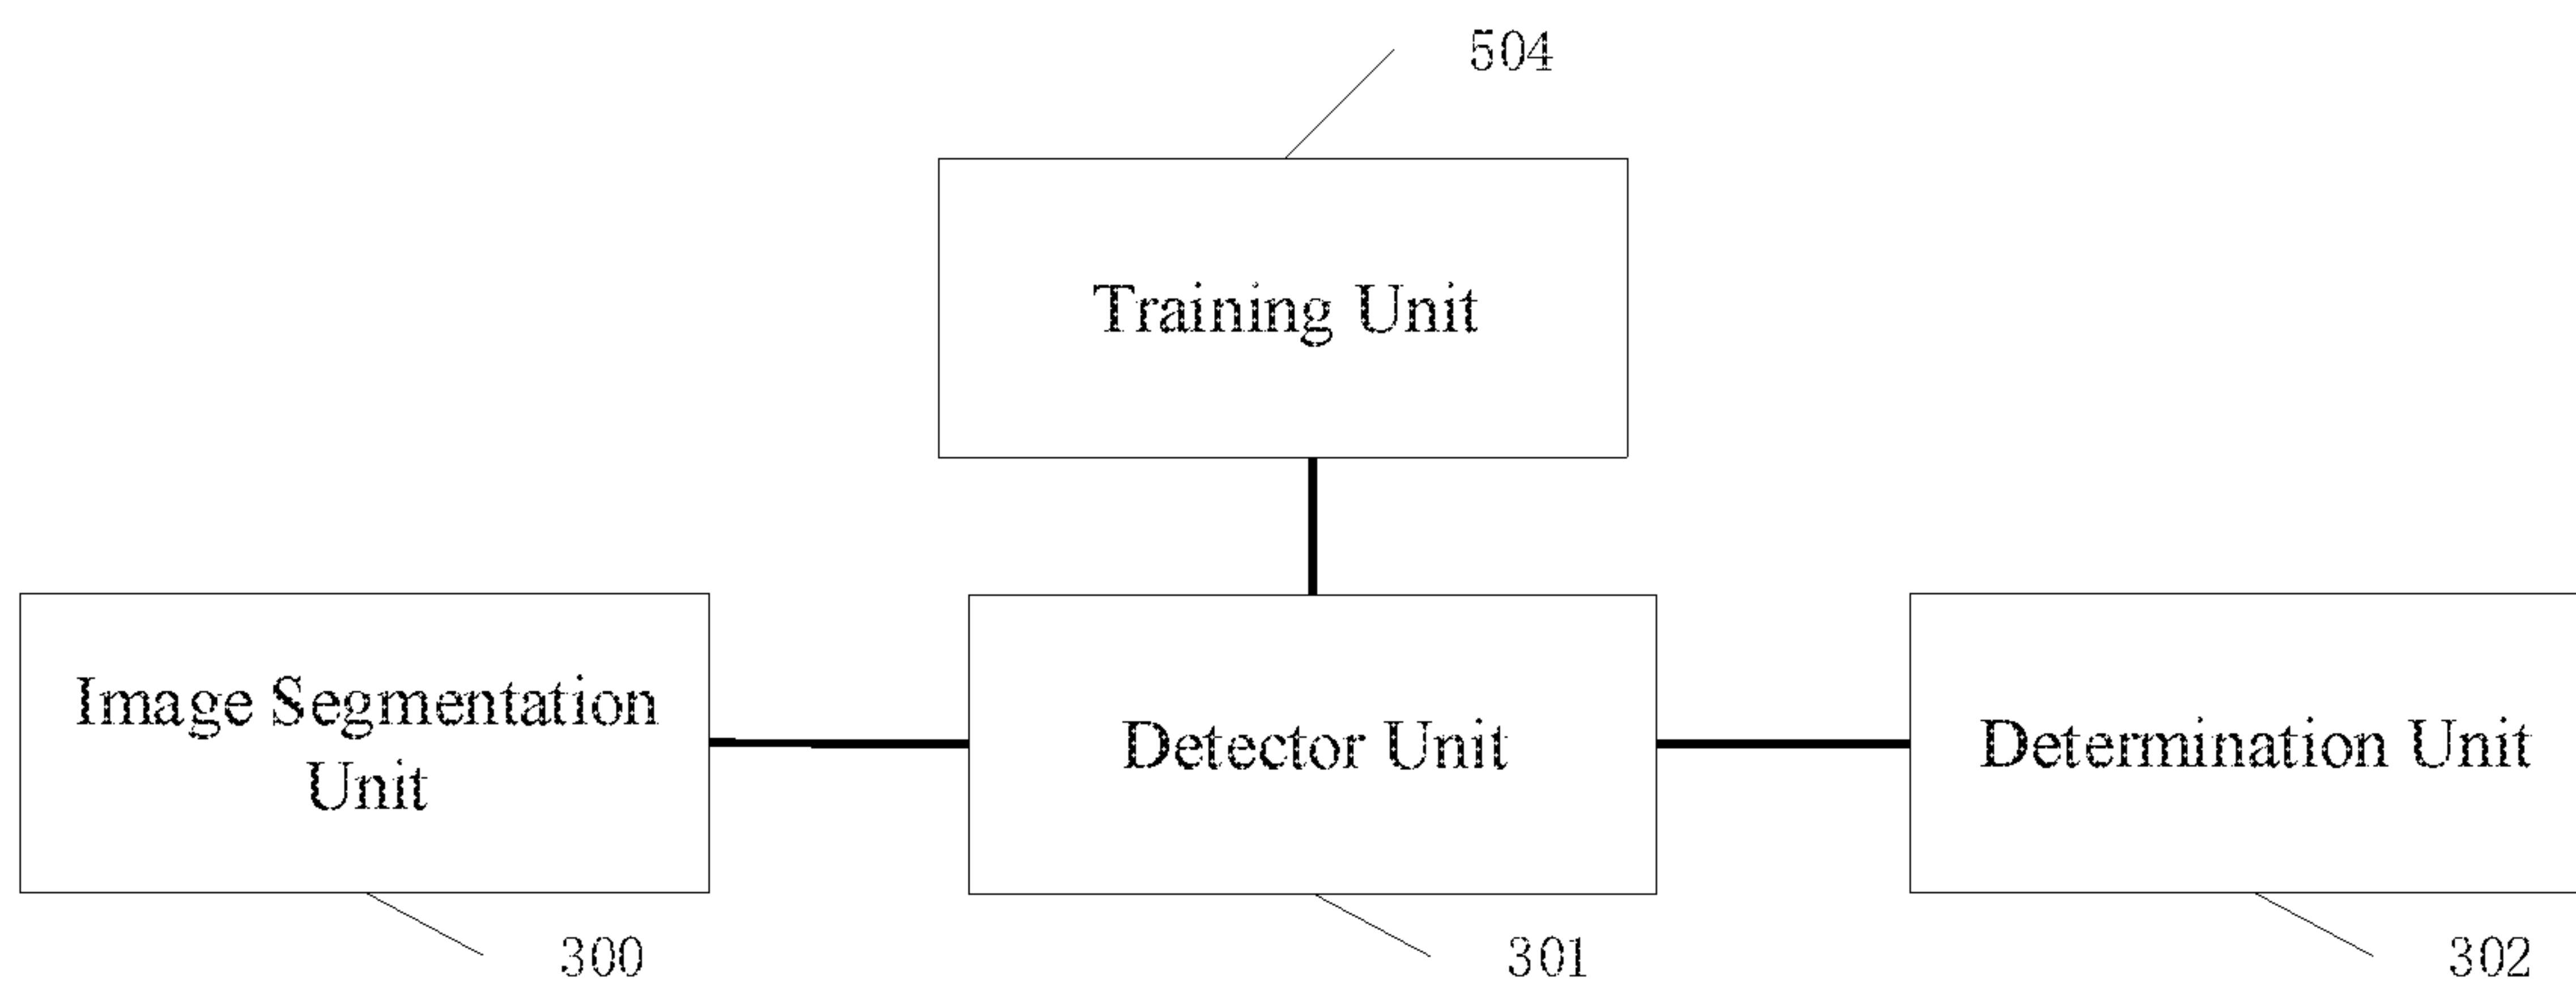 504
Training Unit
Image Segmentation
Unit
Detector Unit
Determination Unit
300
301
302